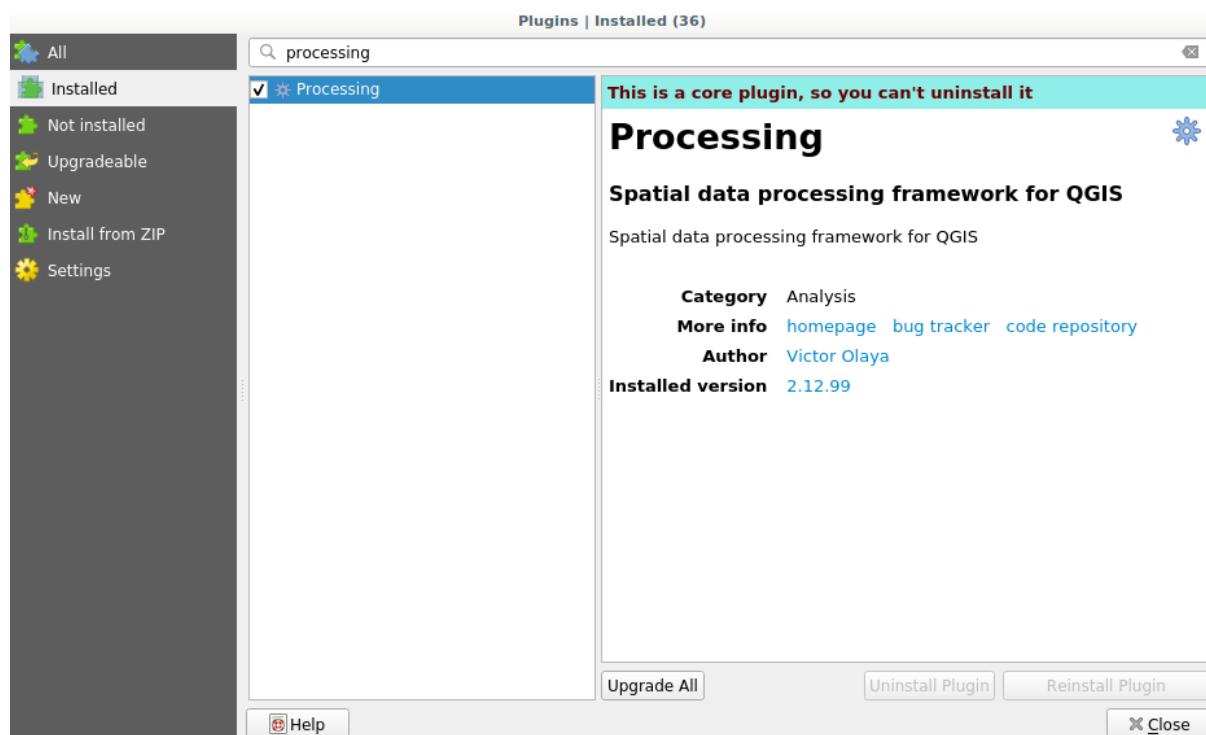 Plugins | Installed (36)
All
Installed
Not installed
Upgradeable
New
Install from ZIP
Settings
processing
Processing
This is a core plugin, so you can't uninstall it
Processing
Spatial data processing framework for QGIS
Spatial data processing framework for QGIS
Category Analysis
More info homepage bug tracker code repository
Author Victor Olaya
Installed version 2.12.99
Upgrade All Uninstall Plugin Reinstall Plugin
Help Close